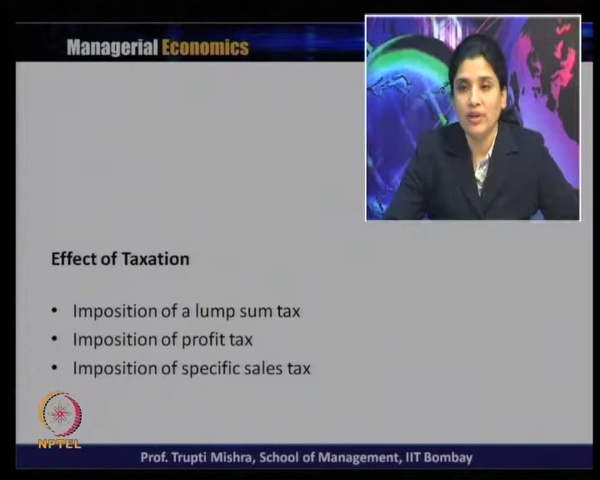 Managerial Economics
Effect of Taxation
• Imposition of a lump sum tax
• Imposition of profit tax
• Imposition of specific sales tax
NPTEL
Prof. Trupti Mishra, School of Management, IIT Bombay